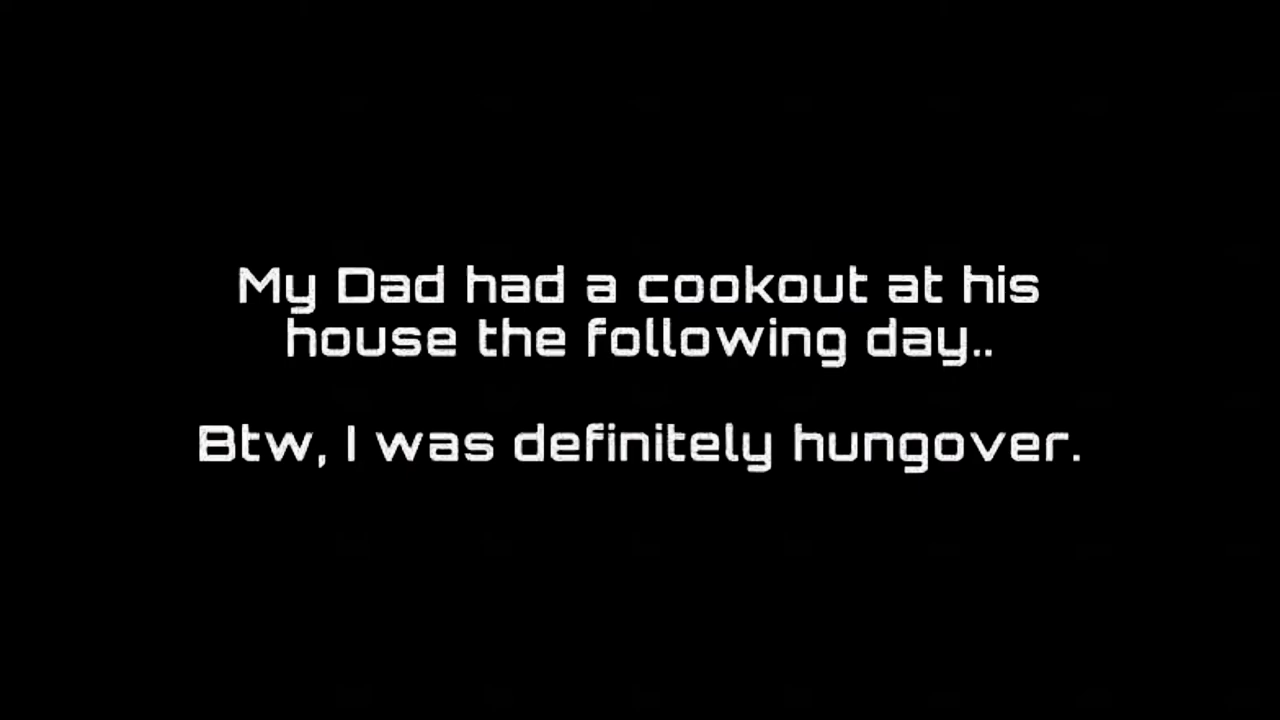 My Dad had a cookout at his
house the following day..
Btw, I was definitely hungover.